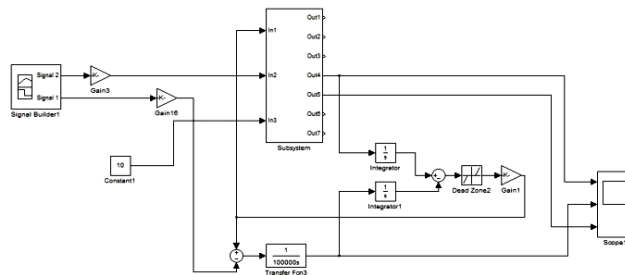 Out1
Out2
In1
Out3
Signal 2
-K-
In2
Out4
Gain3
Signal 1
-K-
Out5
Signal Builder1
Gain16
Out6
In3
Out7
Subsystem
1
s
10
Integrator
Constant1
-K-
1
s
Dead Zone2
Gain1
Integrator1
1
100000s
Scope1
Transfer Fcn3